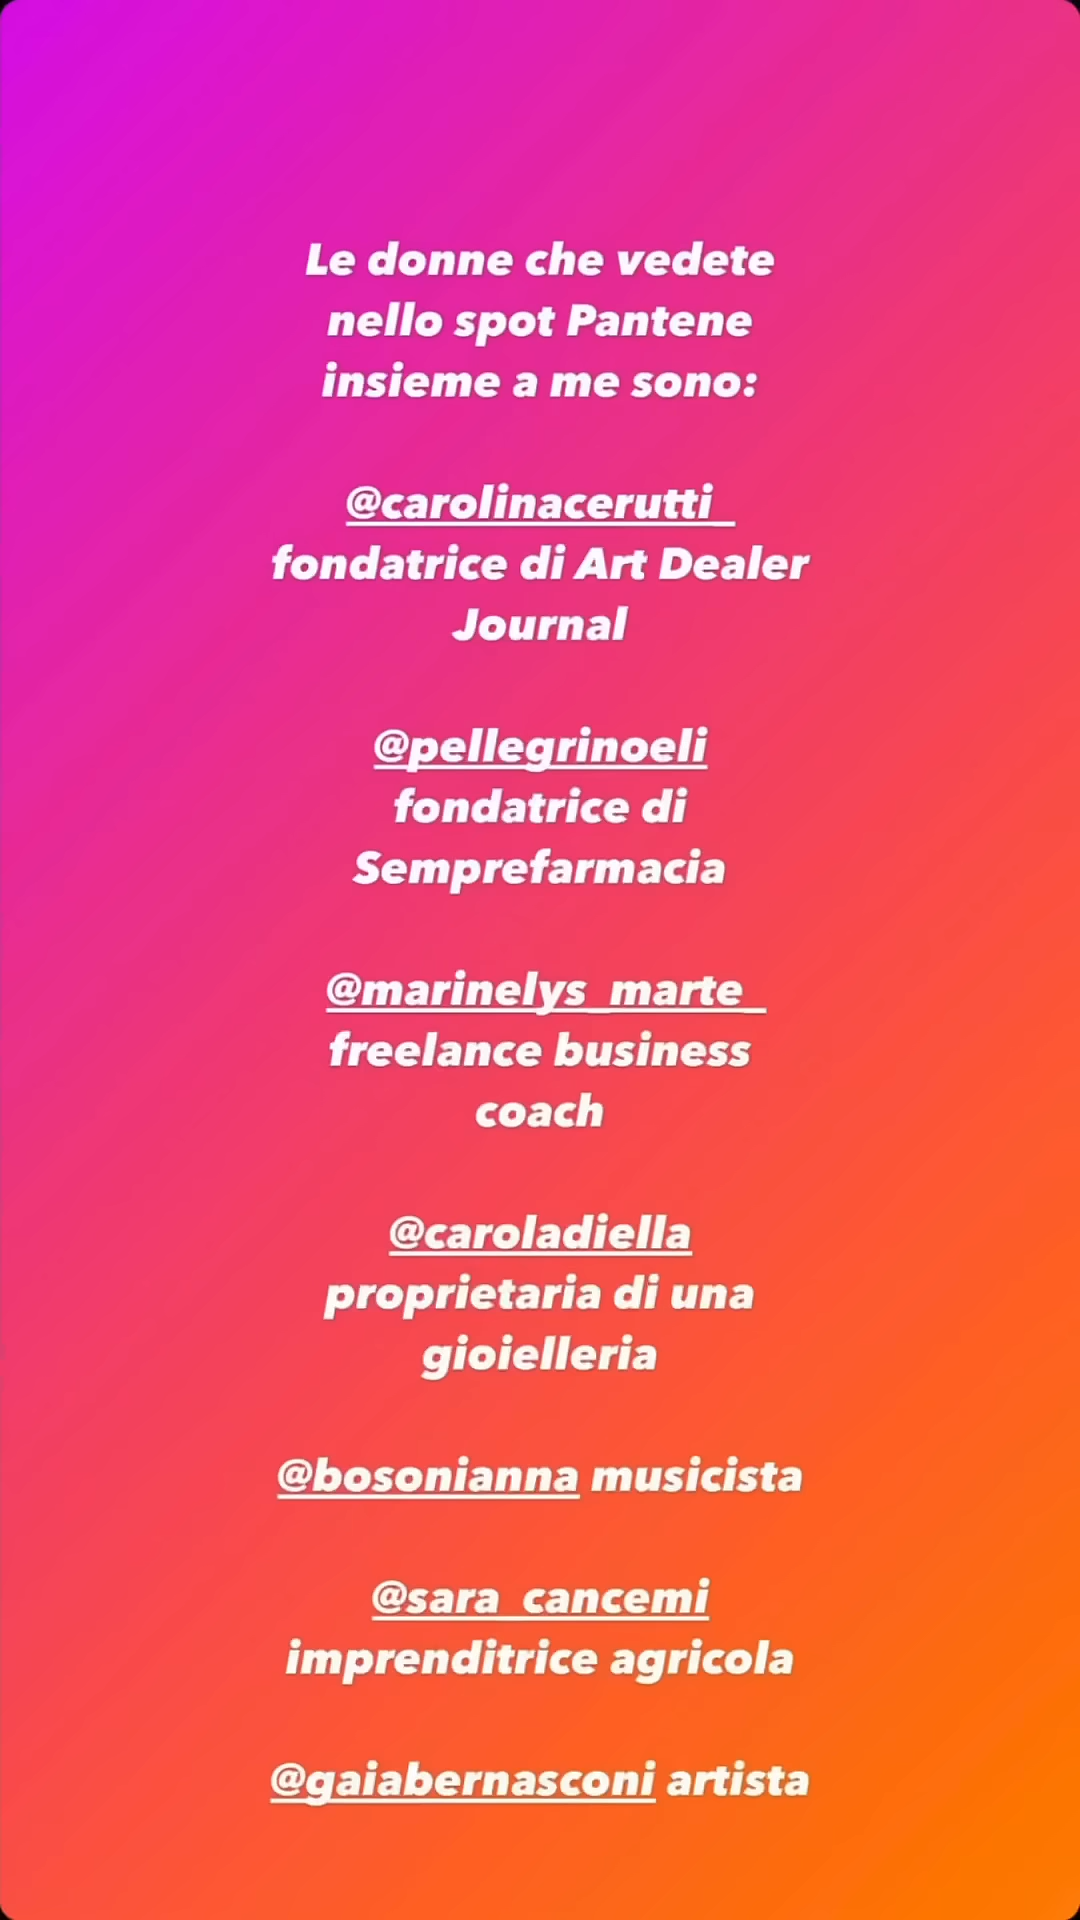 Le donne che vedete
nello spot Pantene
insieme a me sono:
@carolinacerutti_
fondatrice di Art Dealer
Journal
@pellegrinoeli
fondatrice di
Semprefarmacia
@marinelys_marte_
freelance business
coach
@caroladiella
proprietaria di una
gioielleria
@bosonianna musicista
@sara_cancemi
imprenditrice agricola
@gaiabernasconi artista